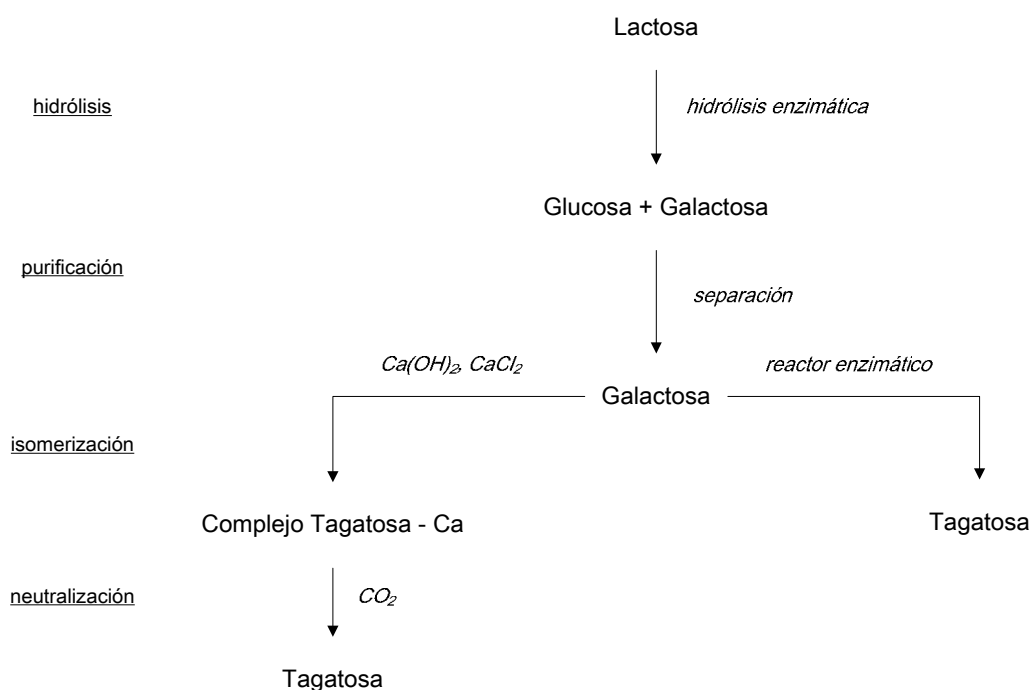 Lactosa
hidrólisis
hidrólisis enzimática
Glucosa + Galactosa
purificación
separación
Ca(OH)₂, CaCl₂
reactor enzimático
Galactosa
isomerización
Complejo Tagatosa - Ca
Tagatosa
neutralización
CO₂
Tagatosa